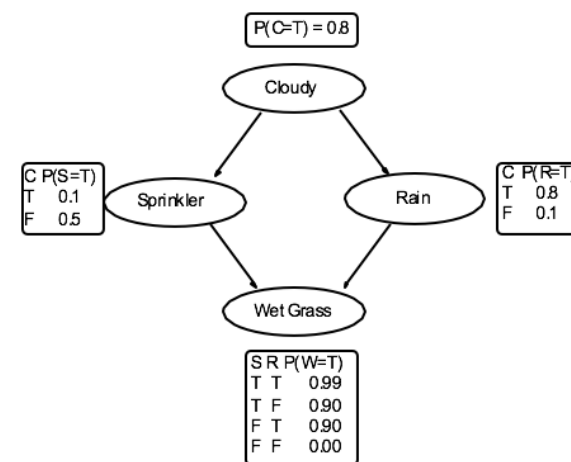 P(C=T) = 0.8
Cloudy
C P(S=T)
T 0.1
F 0.5
Sprinkler
Rain
C P(R=T)
T 0.8
F 0.1
Wet Grass
S R P(W=T)
T T 0.99
T F 0.90
F T 0.90
F F 0.00